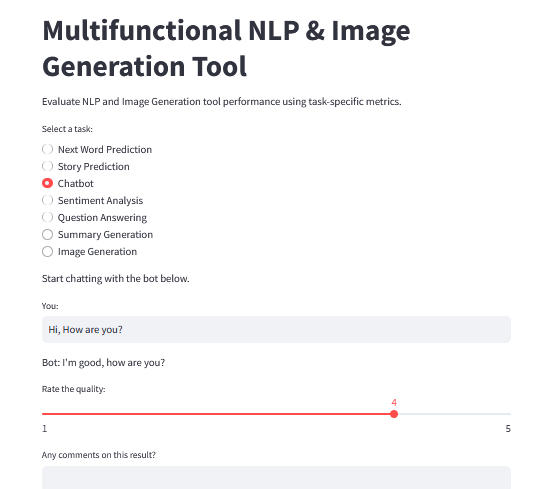 Multifunctional NLP & Image
Generation Tool
Evaluate NLP and Image Generation tool performance using task-specific metrics.
Select a task:
Next Word Prediction
Story Prediction
Chatbot
Sentiment Analysis
Question Answering
Summary Generation
Image Generation
Start chatting with the bot below.
You:
Hi, How are you?
Bot: I'm good, how are you?
Rate the quality:
4
1 5
Any comments on this result?